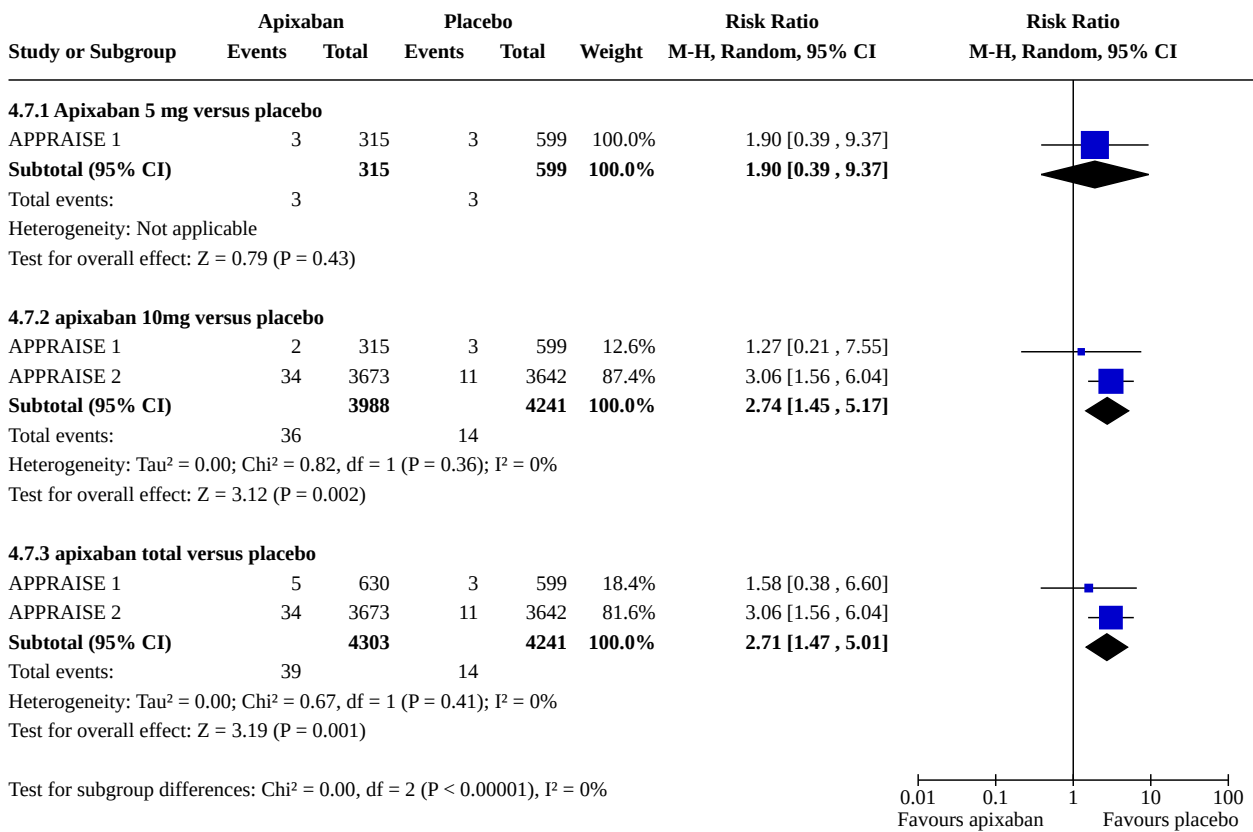 Apixaban Placebo Risk Ratio Risk Ratio
Study or Subgroup Events Total Events Total Weight M-H, Random, 95% CI M-H, Random, 95% CI
4.7.1 Apixaban 5 mg versus placebo
APPRAISE 1 3 315 3 599 100.0% 1.90 [0.39 , 9.37]
Subtotal (95% CI) 315 599 100.0% 1.90 [0.39 , 9.37]
Total events: 3 3
Heterogeneity: Not applicable
Test for overall effect: Z = 0.79 (P = 0.43)
4.7.2 apixaban 10mg versus placebo
APPRAISE 1 2 315 3 599 12.6% 1.27 [0.21 , 7.55]
APPRAISE 2 34 3673 11 3642 87.4% 3.06 [1.56 , 6.04]
Subtotal (95% CI) 3988 4241 100.0% 2.74 [1.45 , 5.17]
Total events: 36 14
Heterogeneity: Tau² = 0.00; Chi² = 0.82, df = 1 (P = 0.36); I² = 0%
Test for overall effect: Z = 3.12 (P = 0.002)
4.7.3 apixaban total versus placebo
APPRAISE 1 5 630 3 599 18.4% 1.58 [0.38 , 6.60]
APPRAISE 2 34 3673 11 3642 81.6% 3.06 [1.56 , 6.04]
Subtotal (95% CI) 4303 4241 100.0% 2.71 [1.47 , 5.01]
Total events: 39 14
Heterogeneity: Tau² = 0.00; Chi² = 0.67, df = 1 (P = 0.41); I² = 0%
Test for overall effect: Z = 3.19 (P = 0.001)
Test for subgroup differences: Chi² = 0.00, df = 2 (P < 0.00001), I² = 0%
0.01 0.1 1 10 100
Favours apixaban Favours placebo